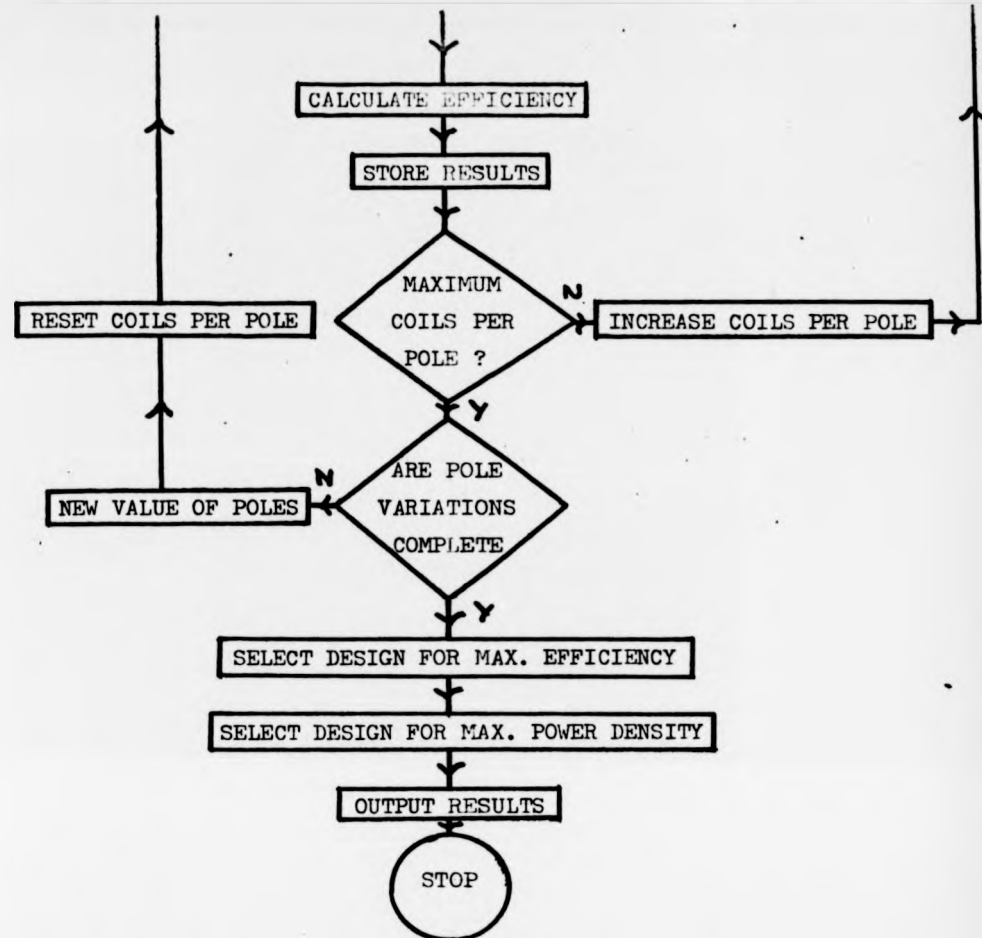 CALCULATE EFFICIENCY
STORE RESULTS
MAXIMUM
COILS PER
POLE ?
N
RESET COILS PER POLE
INCREASE COILS PER POLE
Y
ARE POLE
VARIATIONS
COMPLETE
N
NEW VALUE OF POLES
Y
SELECT DESIGN FOR MAX. EFFICIENCY
SELECT DESIGN FOR MAX. POWER DENSITY
OUTPUT RESULTS
STOP